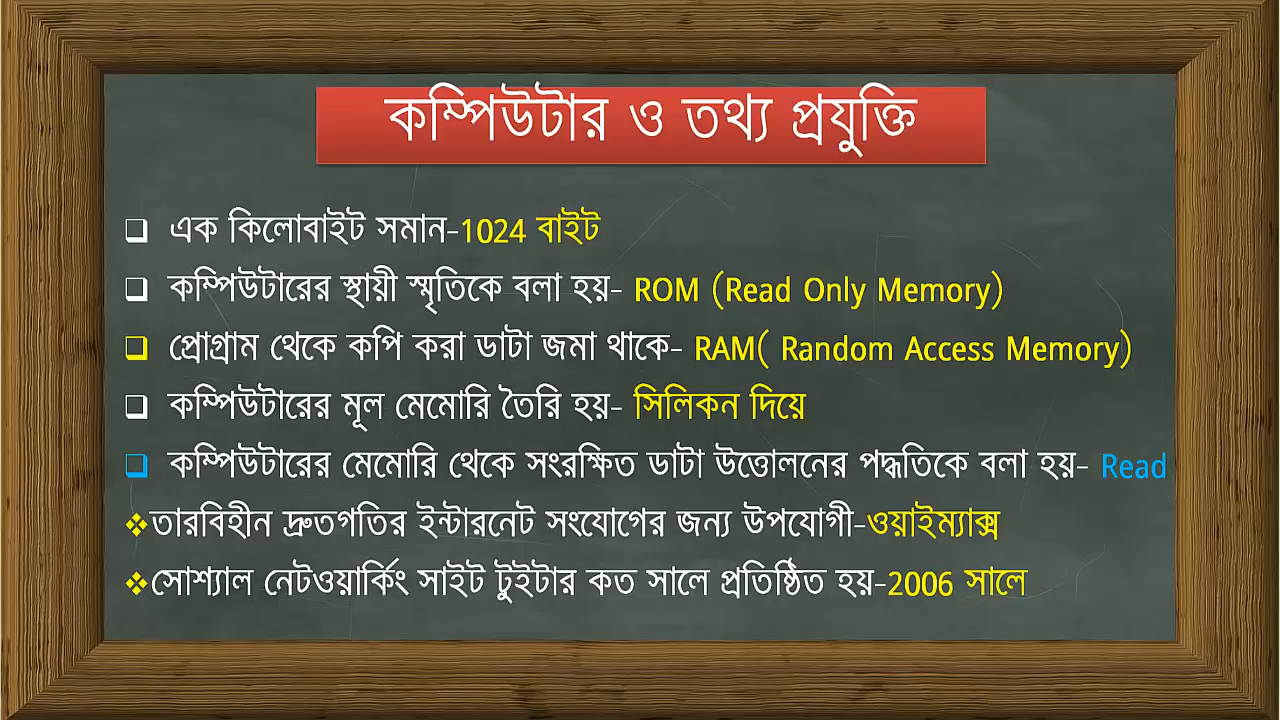 কম্পিউটার ও তথ্য প্রযুক্তি
এক কিলোবাইট সমান-1024 বাইট
কম্পিউটারের স্থায়ী স্মৃতিকে বলা হয়- ROM (Read Only Memory)
প্রোগ্রাম থেকে কপি করা ডাটা জমা থাকে- RAM( Random Access Memory)
কম্পিউটারের মূল মেমোরি তৈরি হয়- সিলিকন দিয়ে
কম্পিউটারের মেমোরি থেকে সংরক্ষিত ডাটা উত্তোলনের পদ্ধতিকে বলা হয়- Read
তারবিহীন দ্রুতগতির ইন্টারনেট সংযোগের জন্য উপযোগী-ওয়াইম্যাক্স
সোশ্যাল নেটওয়ার্কিং সাইট টুইটার কত সালে প্রতিষ্ঠিত হয়-2006 সালে